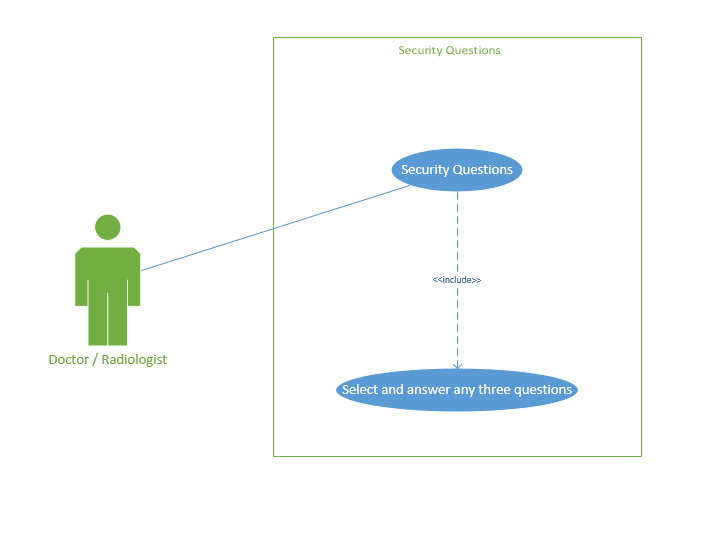 Security Questions
Security Questions
<<include>>
Doctor / Radiologist
Select and answer any three questions